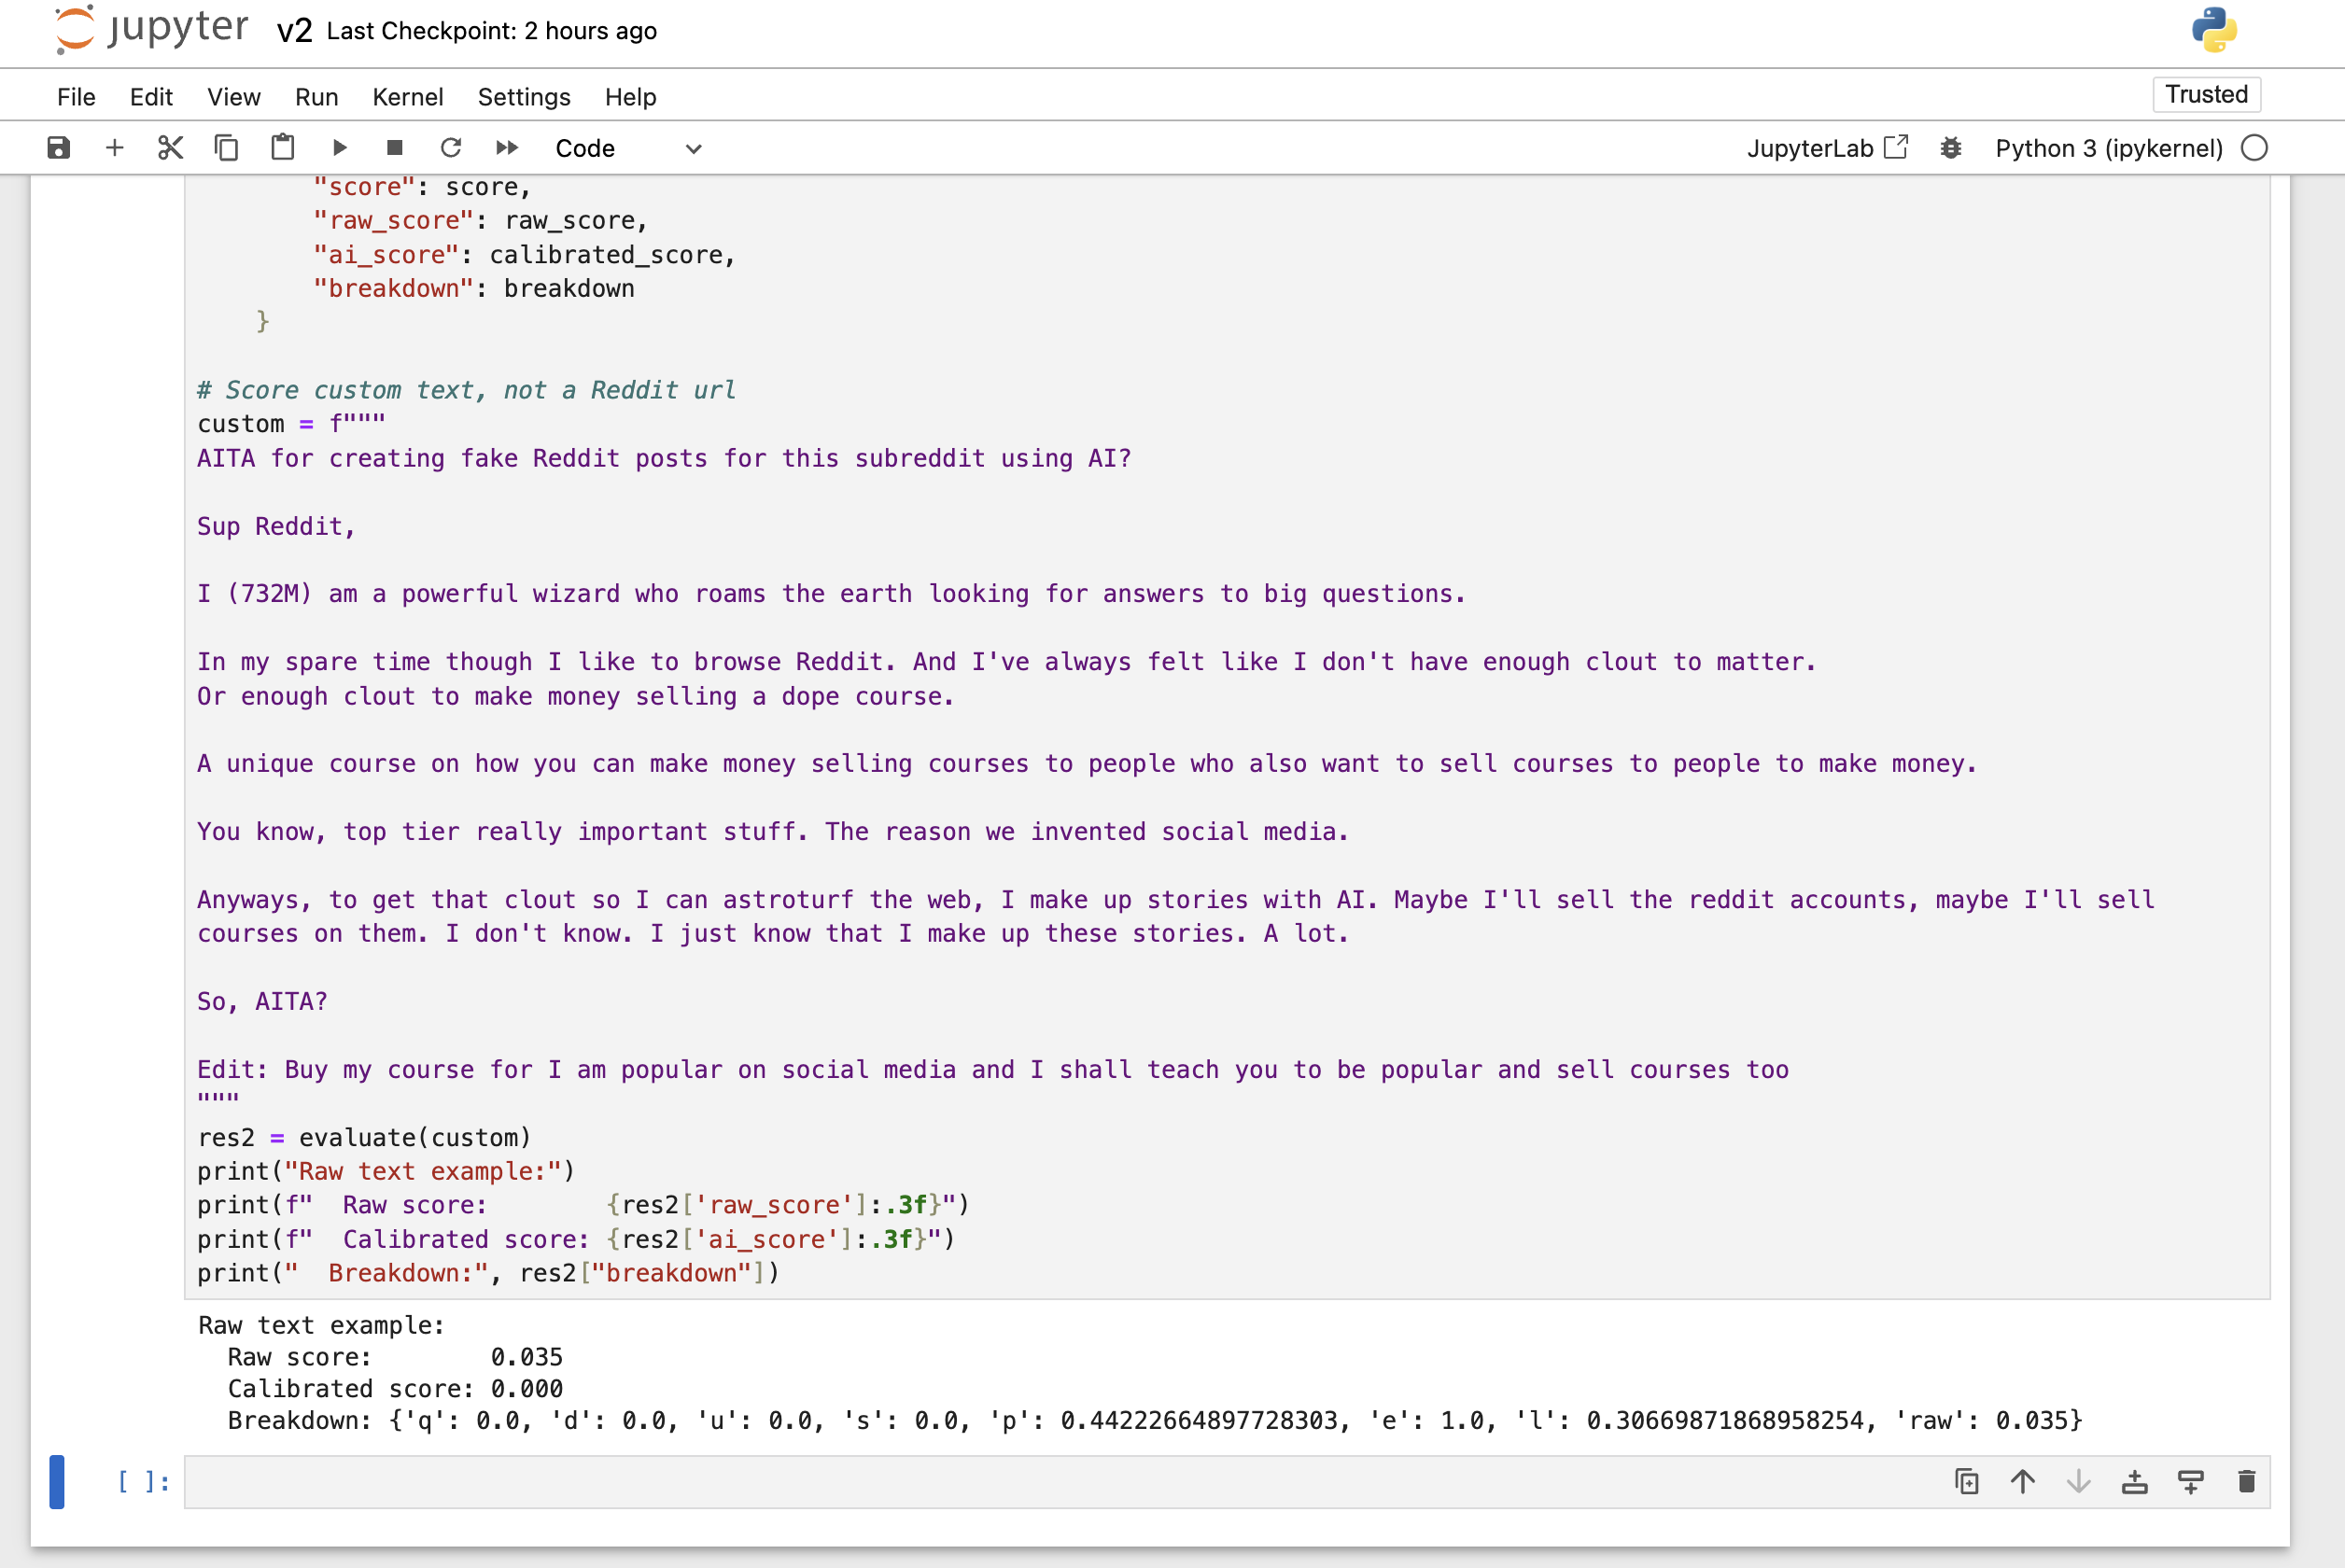 jupyter v2 Last Checkpoint: 2 hours ago
File Edit View Run Kernel Settings Help Trusted
Code JupyterLab Python 3 (ipykernel)
"score": score,
"raw_score": raw_score,
"ai_score": calibrated_score,
"breakdown": breakdown
}
# Score custom text, not a Reddit url
custom = f"""
AITA for creating fake Reddit posts for this subreddit using AI?
Sup Reddit,
I (732M) am a powerful wizard who roams the earth looking for answers to big questions.
In my spare time though I like to browse Reddit. And I've always felt like I don't have enough clout to matter.
Or enough clout to make money selling a dope course.
A unique course on how you can make money selling courses to people who also want to sell courses to people to make money.
You know, top tier really important stuff. The reason we invented social media.
Anyways, to get that clout so I can astroturf the web, I make up stories with AI. Maybe I'll sell the reddit accounts, maybe I'll sell
courses on them. I don't know. I just know that I make up these stories. A lot.
So, AITA?
Edit: Buy my course for I am popular on social media and I shall teach you to be popular and sell courses too
"""
res2 = evaluate(custom)
print("Raw text example:")
print(f"  Raw score:        {res2['raw_score']:.3f}")
print(f"  Calibrated score: {res2['ai_score']:.3f}")
print("  Breakdown:", res2["breakdown"])
Raw text example:
Raw score:        0.035
Calibrated score: 0.000
Breakdown: {'q': 0.0, 'd': 0.0, 'u': 0.0, 's': 0.0, 'p': 0.44222664897728303, 'e': 1.0, 'l': 0.30669871868958254, 'raw': 0.035}
[ ]: